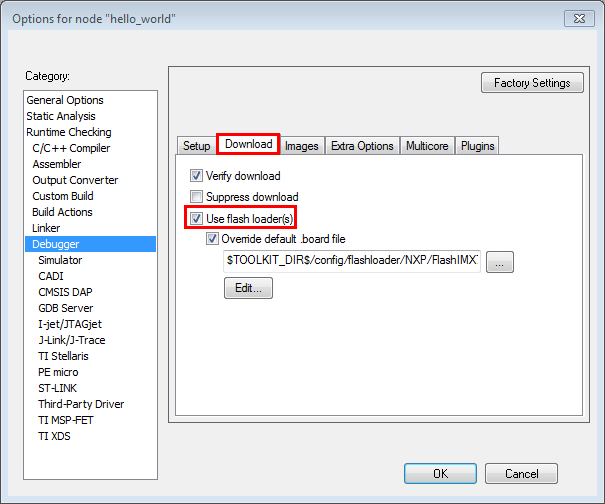 Options for node "hello_world"
Category:
General Options
Static Analysis
Runtime Checking
C/C++ Compiler
Assembler
Output Converter
Custom Build
Build Actions
Linker
Debugger
Simulator
CADI
CMSIS DAP
GDB Server
I-jet/JTAGjet
J-Link/J-Trace
TI Stellaris
PE micro
ST-LINK
Third-Party Driver
TI MSP-FET
TI XDS
Factory Settings
Setup Download Images Extra Options Multicore Plugins
Verify download
Suppress download
Use flash loader(s)
Override default .board file
$TOOLKIT_DIR$/config/flashloader/NXP/FlashIMX ...
Edit...
OK Cancel